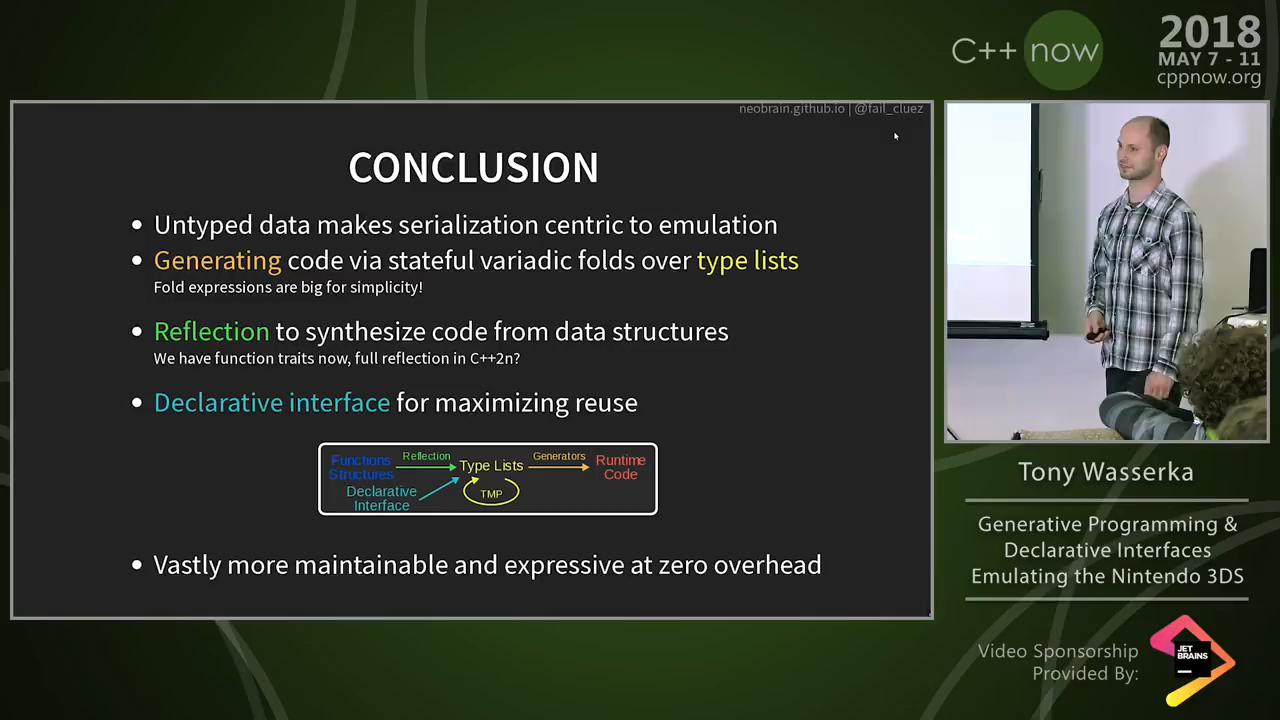 C++ now
2018
MAY 7 - 11
cppnow.org
neobrain.github.io | @fail_cluez
CONCLUSION
• Untyped data makes serialization centric to emulation
• Generating code via stateful variadic folds over type lists
Fold expressions are big for simplicity!
• Reflection to synthesize code from data structures
We have function traits now, full reflection in C++2n?
• Declarative interface for maximizing reuse
Functions
Structures
Reflection
Type Lists
Generators
Runtime
Code
Declarative
Interface
TMP
• Vastly more maintainable and expressive at zero overhead
Tony Wasserka
Generative Programming &
Declarative Interfaces
Emulating the Nintendo 3DS
Video Sponsorship
Provided By:
JET
BRAINS